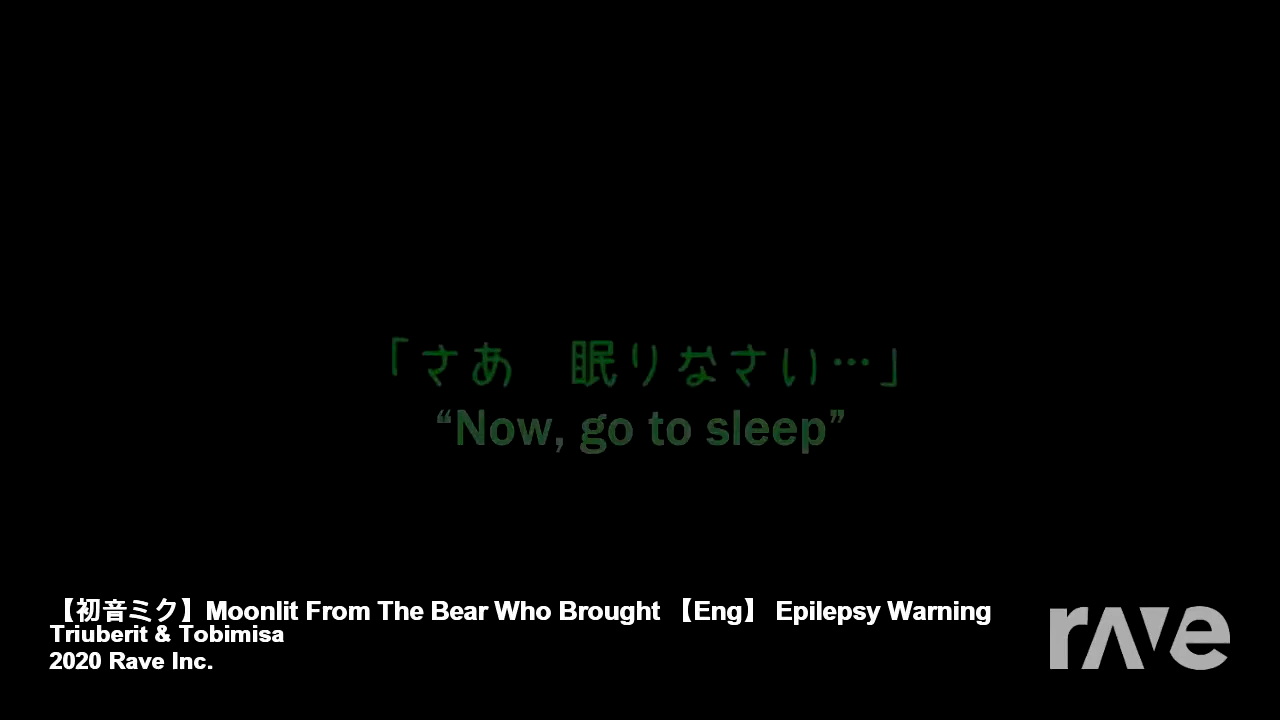 「さあ　眠りなさい…」
“Now, go to sleep”
【初音ミク】Moonlit From The Bear Who Brought 【Eng】 Epilepsy Warning
Triuberit & Tobimisa
2020 Rave Inc.
rave